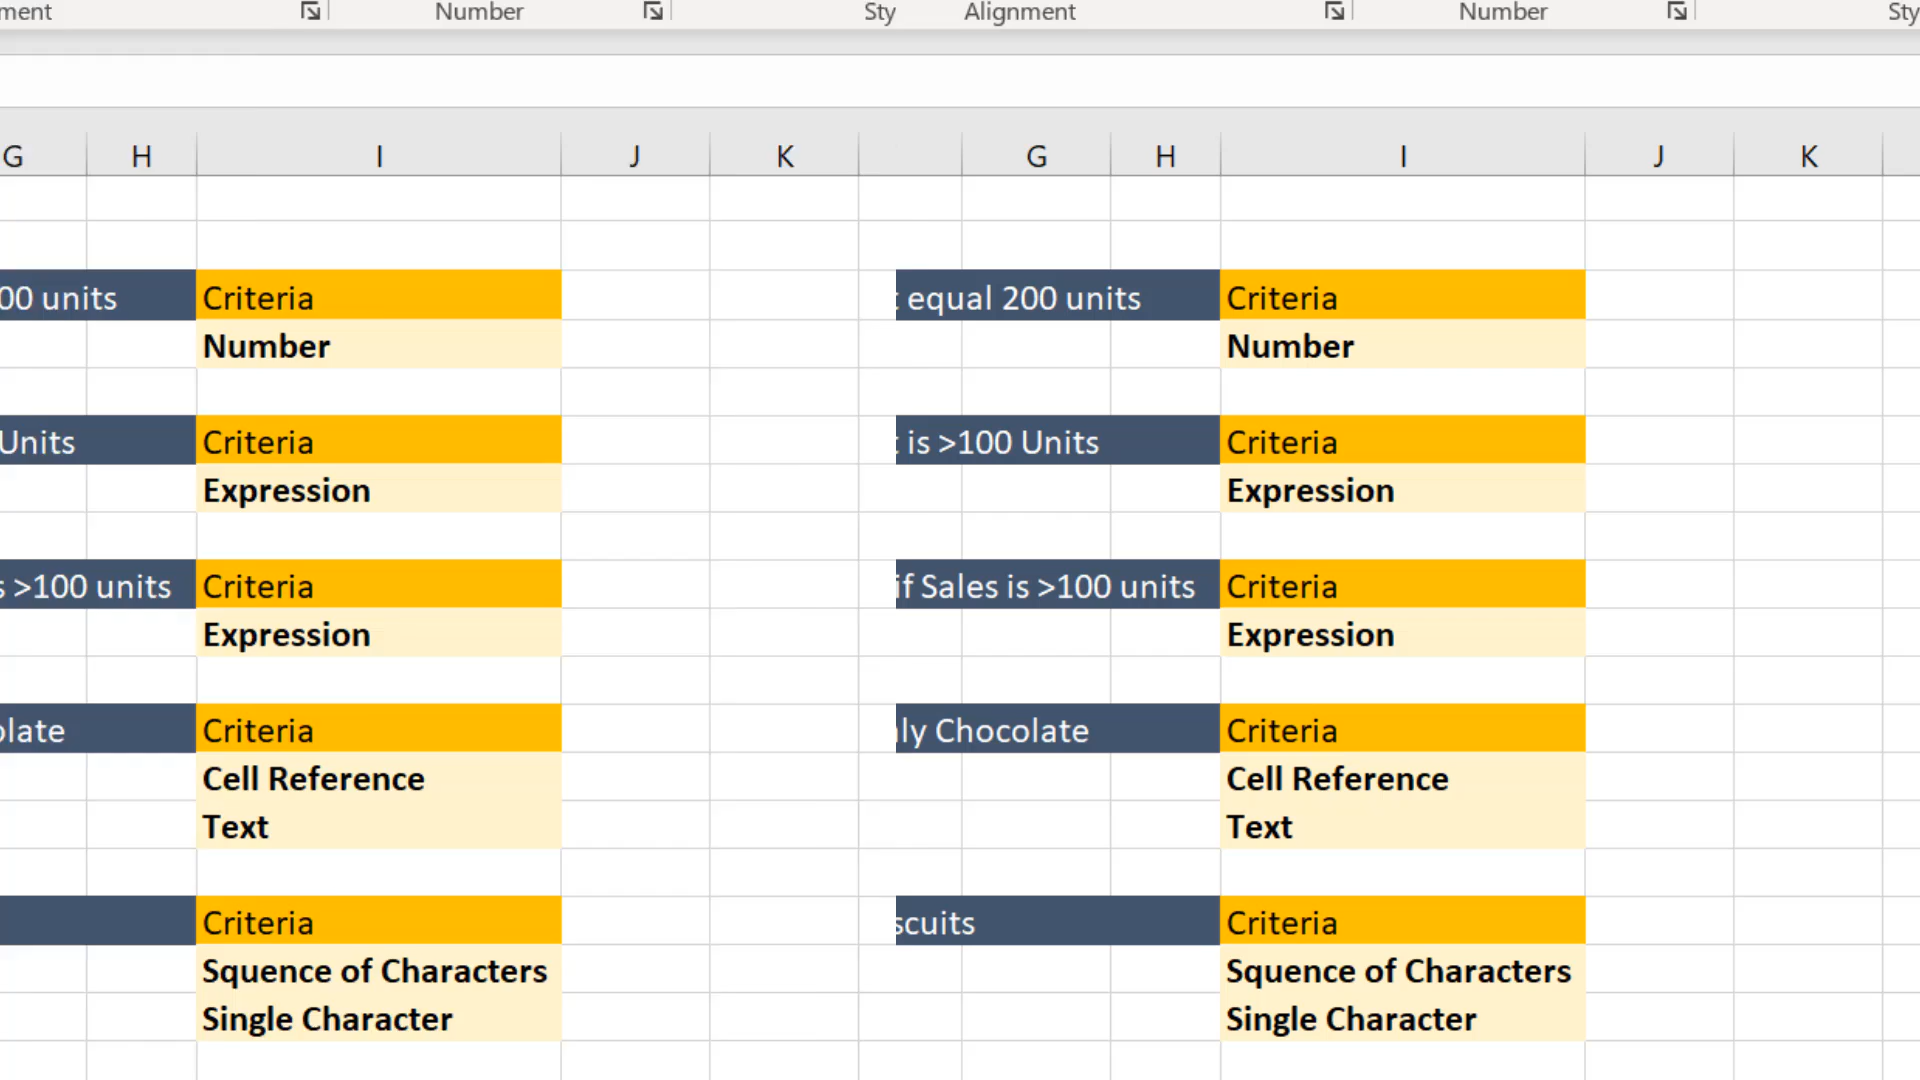 ment Number Sty Alignment Number Sty
G H I J K G H I J K
00 units Criteria equal 200 units Criteria
Number Number
Units Criteria is >100 Units Criteria
Expression Expression
s >100 units Criteria if Sales is >100 units Criteria
Expression Expression
olate Criteria ly Chocolate Criteria
Cell Reference Cell Reference
Text Text
Criteria scuits Criteria
Squence of Characters Squence of Characters
Single Character Single Character